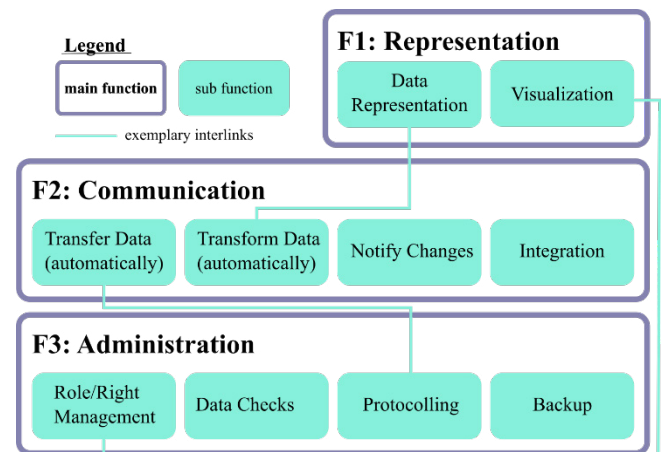 Legend
main function
sub function
exemplary interlinks
F1: Representation
Data
Representation
Visualization
F2: Communication
Transfer Data
(automatically)
Transform Data
(automatically)
Notify Changes
Integration
F3: Administration
Role/Right
Management
Data Checks
Protocolling
Backup